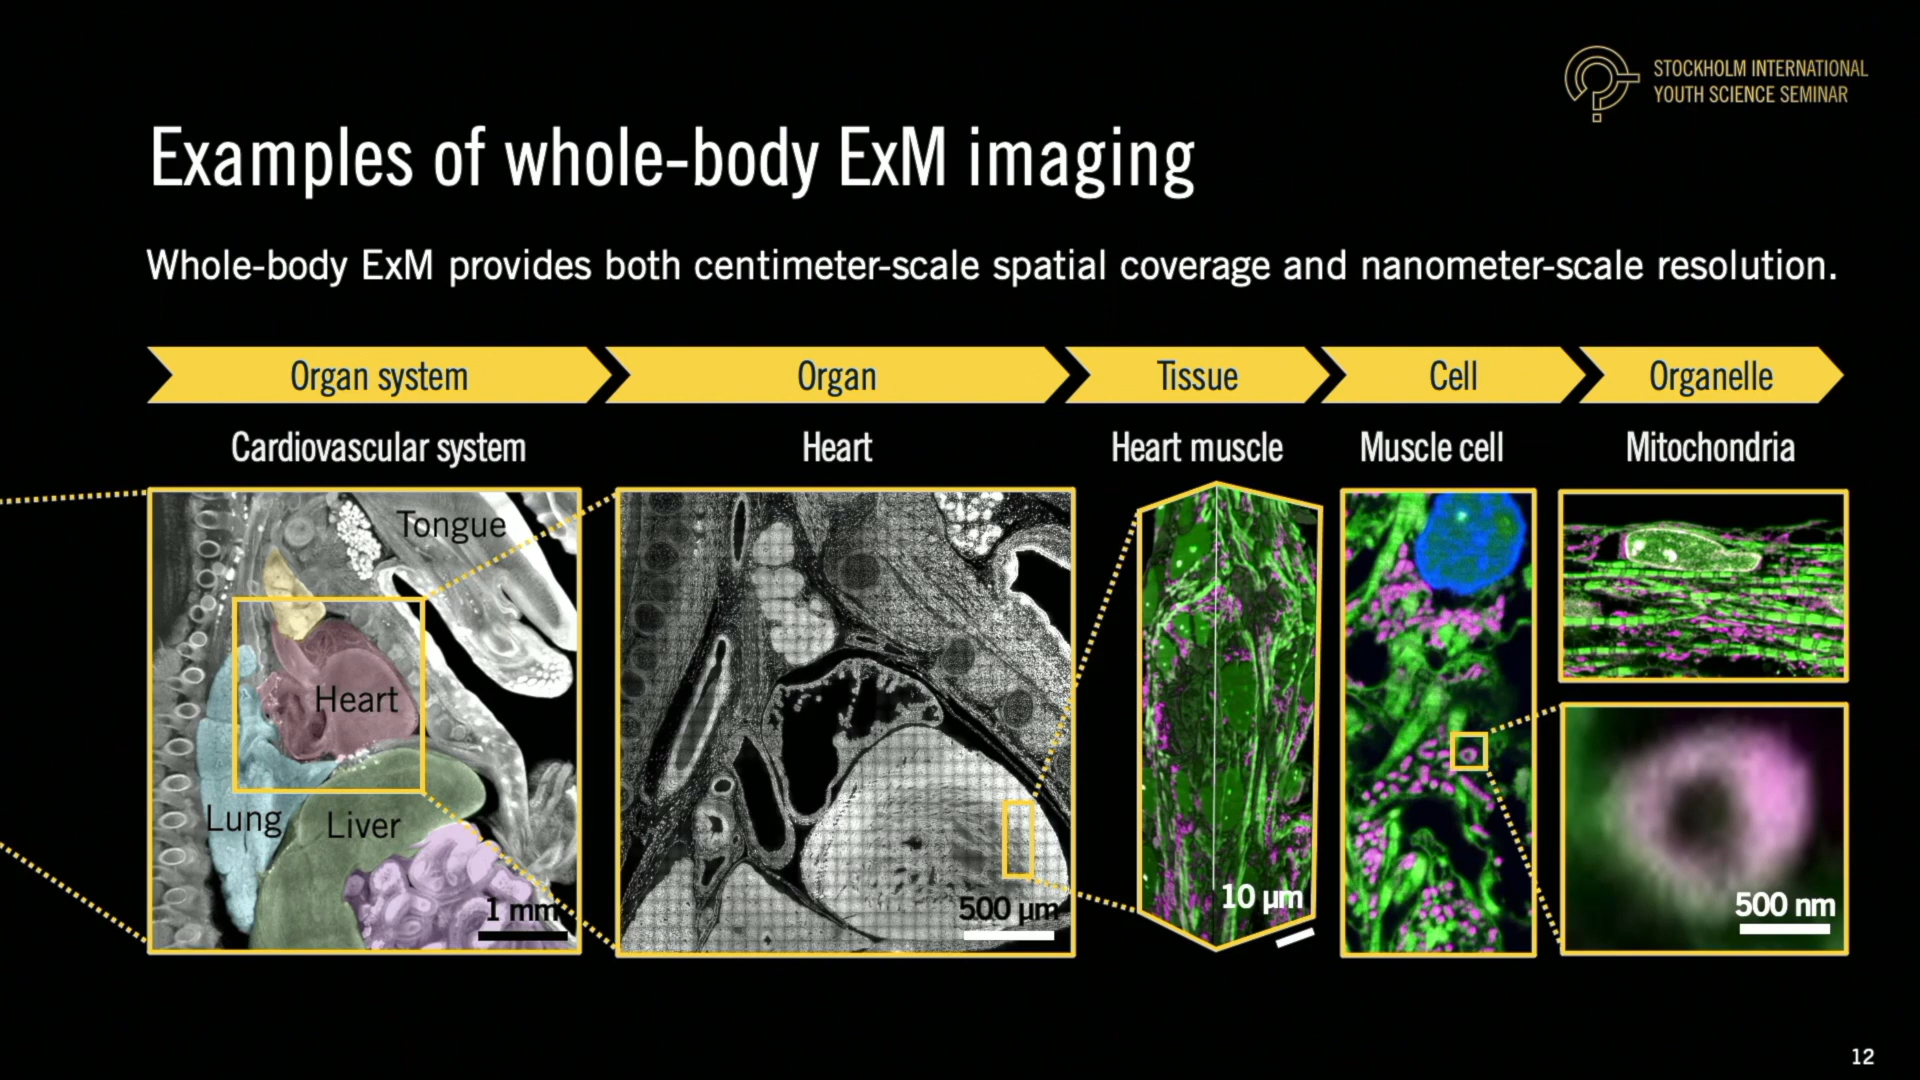 STOCKHOLM INTERNATIONAL
YOUTH SCIENCE SEMINAR
Examples of whole-body ExM imaging
Whole-body ExM provides both centimeter-scale spatial coverage and nanometer-scale resolution.
Organ system
Organ
Tissue
Cell
Organelle
Cardiovascular system
Heart
Heart muscle
Muscle cell
Mitochondria
Tongue
Heart
Lung
Liver
1 mm
500 µm
10 µm
500 nm
12